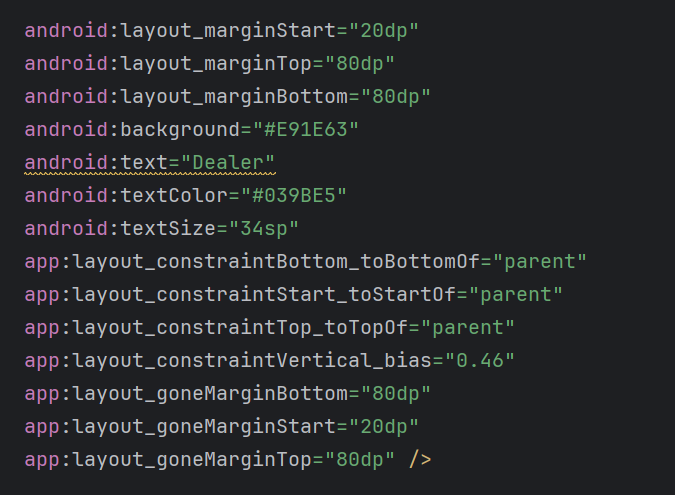 android:layout_marginStart="20dp"
android:layout_marginTop="80dp"
android:layout_marginBottom="80dp"
android:background="#E91E63"
android:text="Dealer"
android:textColor="#039BE5"
android:textSize="34sp"
app:layout_constraintBottom_toBottomOf="parent"
app:layout_constraintStart_toStartOf="parent"
app:layout_constraintTop_toTopOf="parent"
app:layout_constraintVertical_bias="0.46"
app:layout_goneMarginBottom="80dp"
app:layout_goneMarginStart="20dp"
app:layout_goneMarginTop="80dp" />